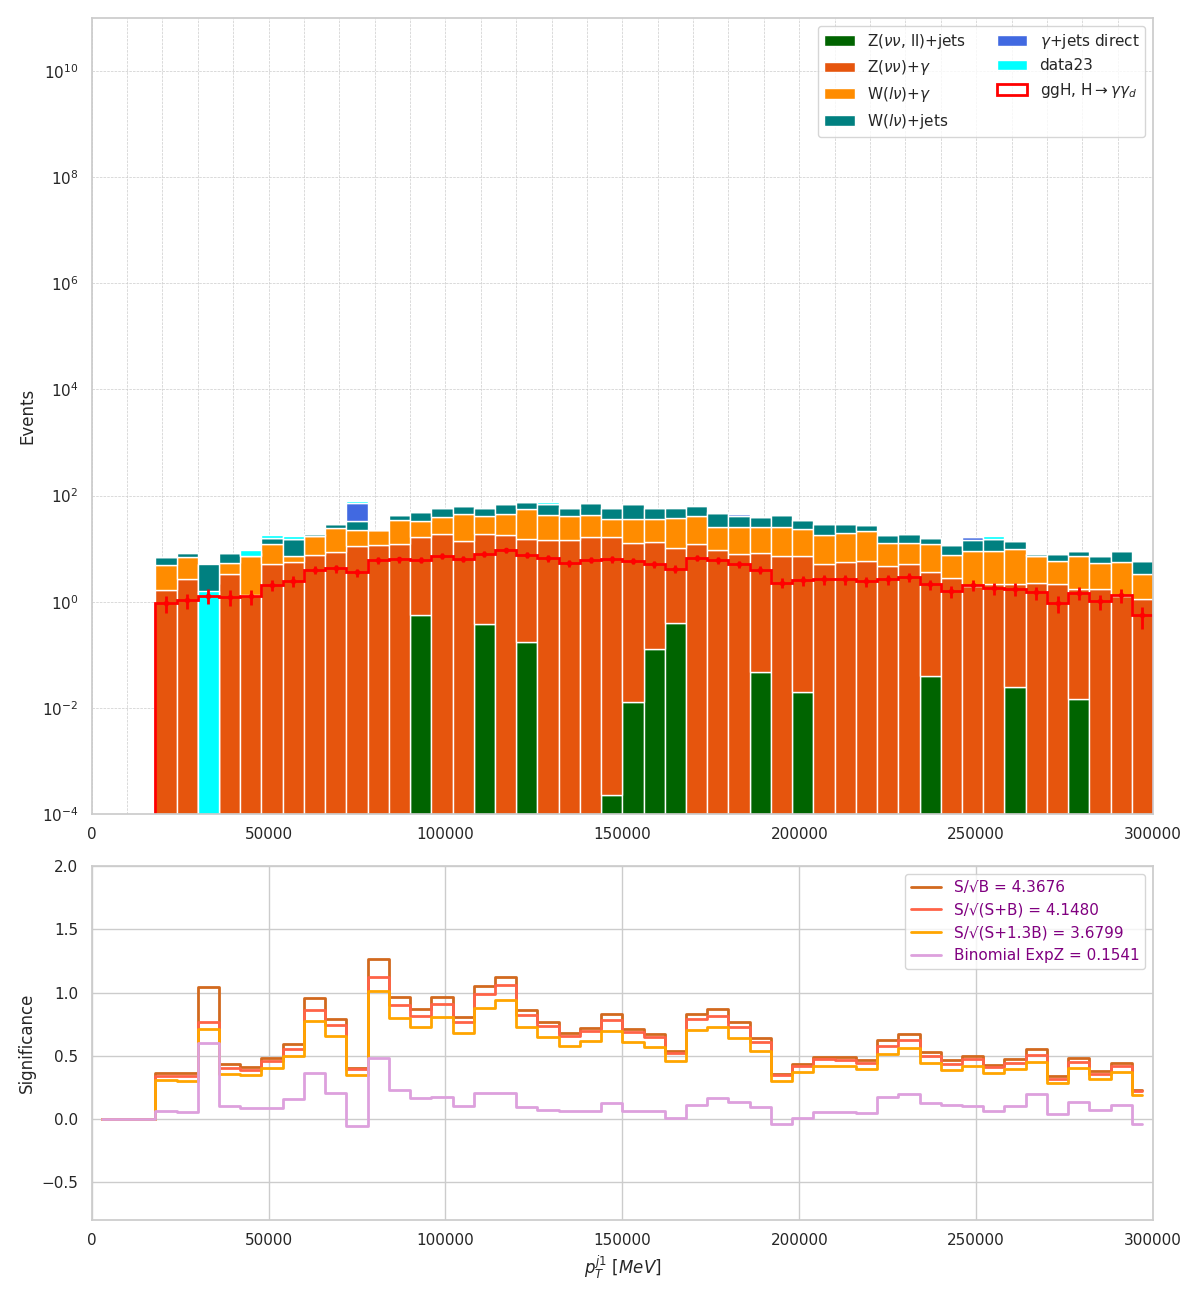 10¹⁰
10⁸
10⁶
10⁴
10²
10⁰
10⁻²
10⁻⁴
Events
Z(νν, ll)+jets
Z(νν)+γ
W(lν)+γ
W(lν)+jets
γ+jets direct
data23
ggH, H→γγ_d
0 50000 100000 150000 200000 250000 300000
2.0
1.5
1.0
0.5
0.0
−0.5
Significance
S/√B = 4.3676
S/√(S+B) = 4.1480
S/√(S+1.3B) = 3.6799
Binomial ExpZ = 0.1541
0 50000 100000 150000 200000 250000 300000
p_T^{j1} [MeV]